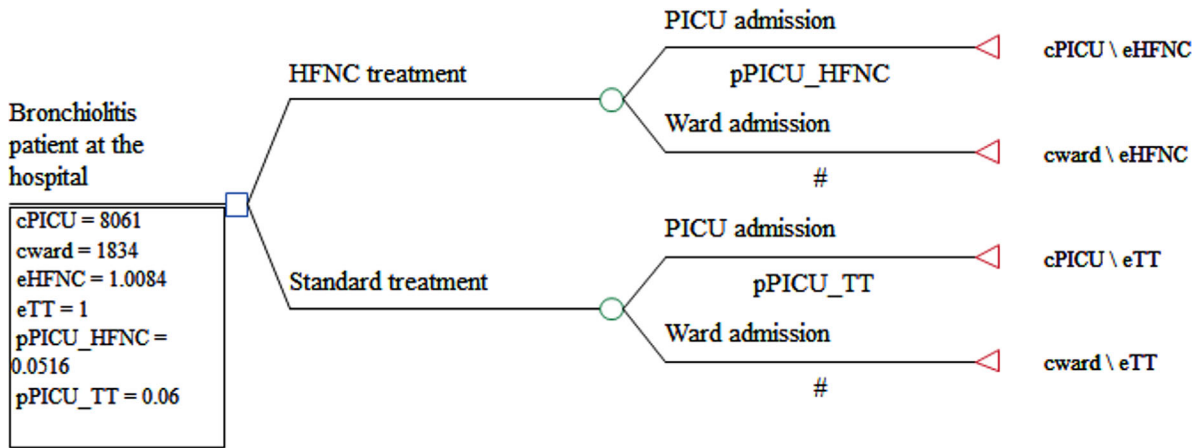 Bronchiolitis
patient at the
hospital
cPICU = 8061
cward = 1834
eHFNC = 1.0084
eTT = 1
pPICU_HFNC =
0.0516
pPICU_TT = 0.06
HFNC treatment
PICU admission
pPICU_HFNC
cPICU \ eHFNC
Ward admission
#
cward \ eHFNC
Standard treatment
PICU admission
pPICU_TT
cPICU \ eTT
Ward admission
#
cward \ eTT